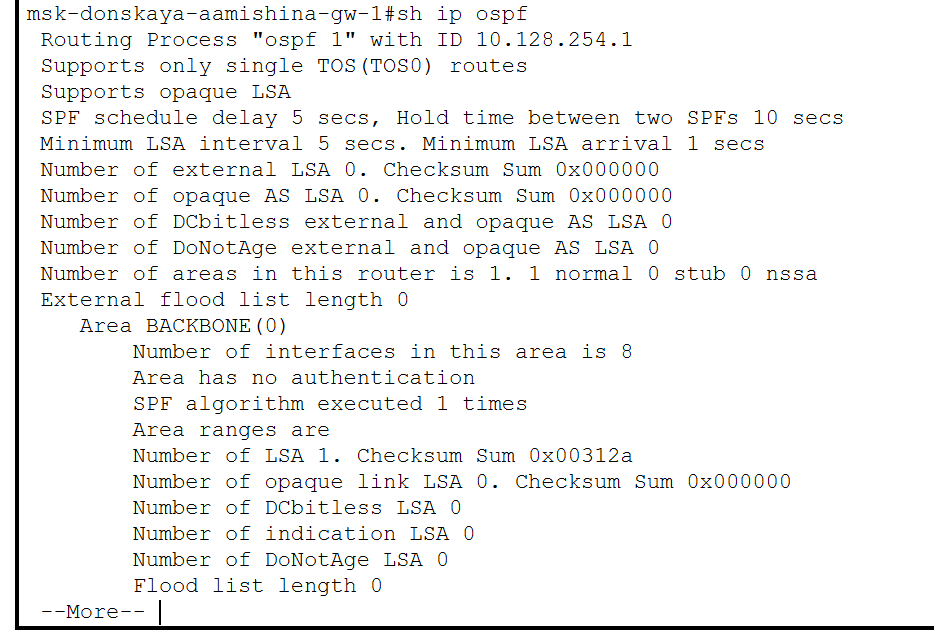 msk-donskaya-aamishina-gw-1#sh ip ospf
Routing Process "ospf 1" with ID 10.128.254.1
Supports only single TOS(TOS0) routes
Supports opaque LSA
SPF schedule delay 5 secs, Hold time between two SPFs 10 secs
Minimum LSA interval 5 secs. Minimum LSA arrival 1 secs
Number of external LSA 0. Checksum Sum 0x000000
Number of opaque AS LSA 0. Checksum Sum 0x000000
Number of DCbitless external and opaque AS LSA 0
Number of DoNotAge external and opaque AS LSA 0
Number of areas in this router is 1. 1 normal 0 stub 0 nssa
External flood list length 0
Area BACKBONE(0)
Number of interfaces in this area is 8
Area has no authentication
SPF algorithm executed 1 times
Area ranges are
Number of LSA 1. Checksum Sum 0x00312a
Number of opaque link LSA 0. Checksum Sum 0x000000
Number of DCbitless LSA 0
Number of indication LSA 0
Number of DoNotAge LSA 0
Flood list length 0
--More--